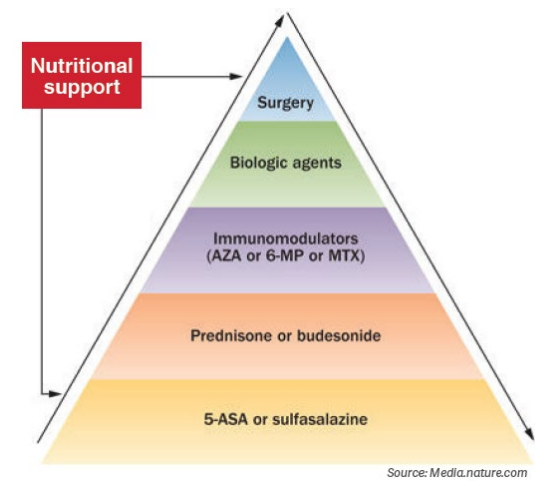 Nutritional
support
Surgery
Biologic agents
Immunomodulators
(AZA or 6-MP or MTX)
Prednisone or budesonide
5-ASA or sulfasalazine
Source: Media.nature.com